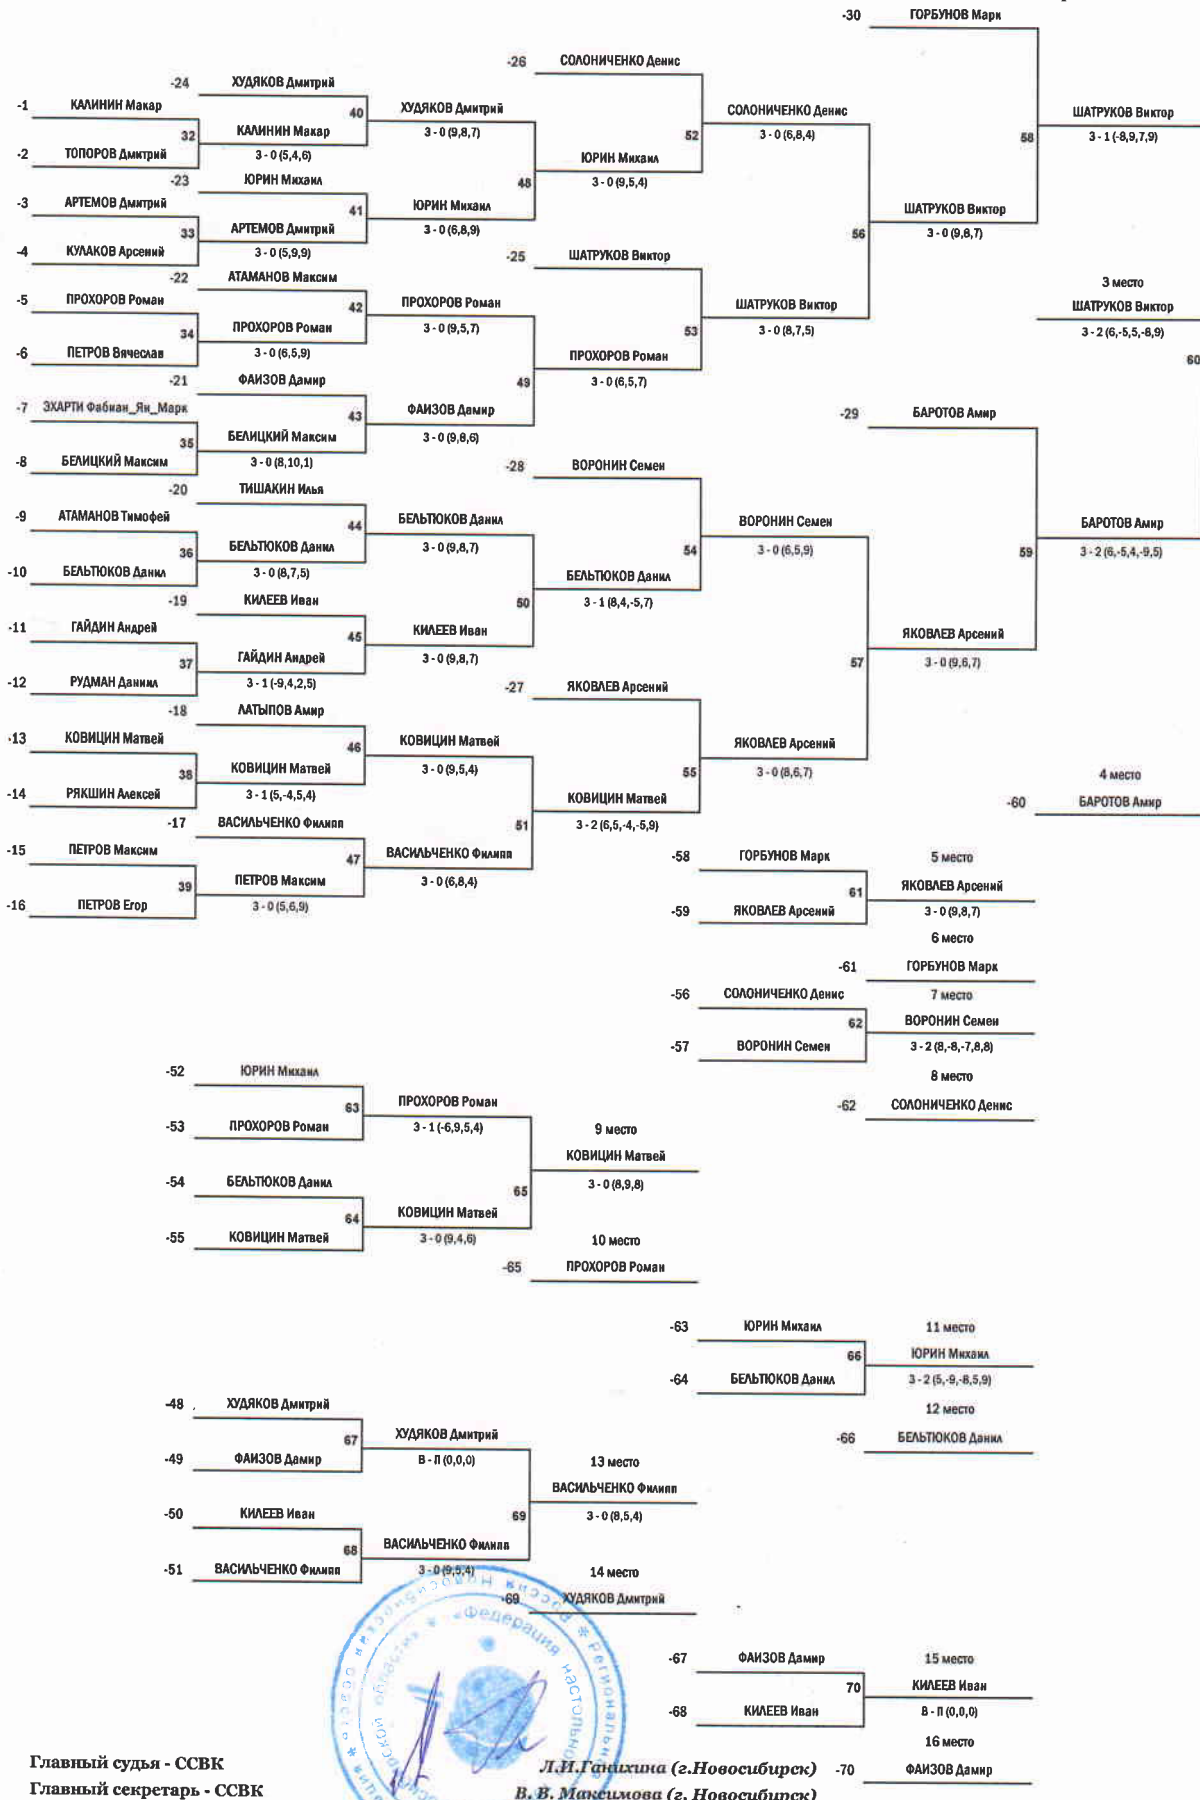 -30 ГОРБУНОВ Марк
-26 СОЛОНИЧЕНКО Денис
-24 ХУДЯКОВ Дмитрий
-1 КАЛИНИН Макар
40 ХУДЯКОВ Дмитрий
СОЛОНИЧЕНКО Денис
ШАТРУКОВ Виктор
32 КАЛИНИН Макар
3 - 0 (9,8,7)
52
3 - 0 (6,8,4)
58
3 - 1 (-8,9,7,9)
-2 ТОПОРОВ Дмитрий
3 - 0 (5,4,6)
ЮРИН Михаил
-23 ЮРИН Михаил
48
3 - 0 (9,5,4)
-3 АРТЕМОВ Дмитрий
41 ЮРИН Михаил
ШАТРУКОВ Виктор
33 АРТЕМОВ Дмитрий
3 - 0 (6,8,9)
56
3 - 0 (9,8,7)
-4 КУЛАКОВ Арсений
3 - 0 (5,9,9)
-25 ШАТРУКОВ Виктор
-22 АТАМАНОВ Максим
3 место
-5 ПРОХОРОВ Роман
42 ПРОХОРОВ Роман
ШАТРУКОВ Виктор
ШАТРУКОВ Виктор
34 ПРОХОРОВ Роман
3 - 0 (9,5,7)
53
3 - 0 (8,7,5)
3 - 2 (6,-5,5,-8,9)
-6 ПЕТРОВ Вячеслав
3 - 0 (6,5,9)
ПРОХОРОВ Роман
60
-21 ФАИЗОВ Дамир
49
3 - 0 (6,5,7)
-7 ЭХАРТИ Фабиан_Ян_Марк
43 ФАИЗОВ Дамир
-29 БАРОТОВ Амир
35 БЕЛИЦКИЙ Максим
3 - 0 (9,8,6)
-8 БЕЛИЦКИЙ Максим
3 - 0 (8,10,1)
-28 ВОРОНИН Семен
-20 ТИШАКИН Илья
-9 АТАМАНОВ Тимофей
44 БЕЛЬТЮКОВ Данил
ВОРОНИН Семен
БАРОТОВ Амир
36 БЕЛЬТЮКОВ Данил
3 - 0 (9,8,7)
54
3 - 0 (6,5,9)
59
3 - 2 (6,-5,4,-9,5)
-10 БЕЛЬТЮКОВ Данил
3 - 0 (8,7,5)
БЕЛЬТЮКОВ Данил
-19 КИЛЕЕВ Иван
50
3 - 1 (8,4,-5,7)
-11 ГАЙДИН Андрей
45 КИЛЕЕВ Иван
ЯКОВЛЕВ Арсений
37 ГАЙДИН Андрей
3 - 0 (9,8,7)
57
3 - 0 (9,6,7)
-12 РУДМАН Даниил
3 - 1 (-9,4,2,5)
-27 ЯКОВЛЕВ Арсений
-18 ЛАТЫПОВ Амир
-13 КОВИЦИН Матвей
46 КОВИЦИН Матвей
ЯКОВЛЕВ Арсений
38 КОВИЦИН Матвей
3 - 0 (9,5,4)
55
3 - 0 (8,6,7)
4 место
-14 РЯКШИН Алексей
3 - 1 (5,-4,5,4)
КОВИЦИН Матвей
-60 БАРОТОВ Амир
-17 ВАСИЛЬЧЕНКО Филипп
51
3 - 2 (6,5,-4,-5,9)
-15 ПЕТРОВ Максим
47 ВАСИЛЬЧЕНКО Филипп
-58 ГОРБУНОВ Марк
5 место
39 ПЕТРОВ Максим
3 - 0 (6,8,4)
61 ЯКОВЛЕВ Арсений
-16 ПЕТРОВ Егор
3 - 0 (5,6,9)
-59 ЯКОВЛЕВ Арсений
3 - 0 (9,8,7)
6 место
-61 ГОРБУНОВ Марк
-56 СОЛОНИЧЕНКО Денис
7 место
62 ВОРОНИН Семен
-57 ВОРОНИН Семен
3 - 2 (8,-8,-7,8,8)
-52 ЮРИН Михаил
8 место
63 ПРОХОРОВ Роман
-62 СОЛОНИЧЕНКО Денис
-53 ПРОХОРОВ Роман
3 - 1 (-6,9,5,4)
9 место
КОВИЦИН Матвей
-54 БЕЛЬТЮКОВ Данил
65
3 - 0 (8,9,8)
64 КОВИЦИН Матвей
-55 КОВИЦИН Матвей
3 - 0 (9,4,6)
10 место
-65 ПРОХОРОВ Роман
-63 ЮРИН Михаил
11 место
66 ЮРИН Михаил
-64 БЕЛЬТЮКОВ Данил
3 - 2 (5,-9,-8,5,9)
-48 ХУДЯКОВ Дмитрий
12 место
67 ХУДЯКОВ Дмитрий
-66 БЕЛЬТЮКОВ Данил
-49 ФАИЗОВ Дамир
В - П (0,0,0)
13 место
ВАСИЛЬЧЕНКО Филипп
-50 КИЛЕЕВ Иван
69
3 - 0 (8,5,4)
68 ВАСИЛЬЧЕНКО Филипп
-51 ВАСИЛЬЧЕНКО Филипп
3 - 0 (9,5,4)
14 место
-69 ХУДЯКОВ Дмитрий
-67 ФАИЗОВ Дамир
15 место
70 КИЛЕЕВ Иван
-68 КИЛЕЕВ Иван
В - П (0,0,0)
16 место
-70 ФАИЗОВ Дамир
Главный судья - ССВК
Л.И.Ганихина (г.Новосибирск)
Главный секретарь - ССВК
В. В. Максимова (г. Новосибирск)
«Федерация настольного
Россия Новосибирская область
Региональная